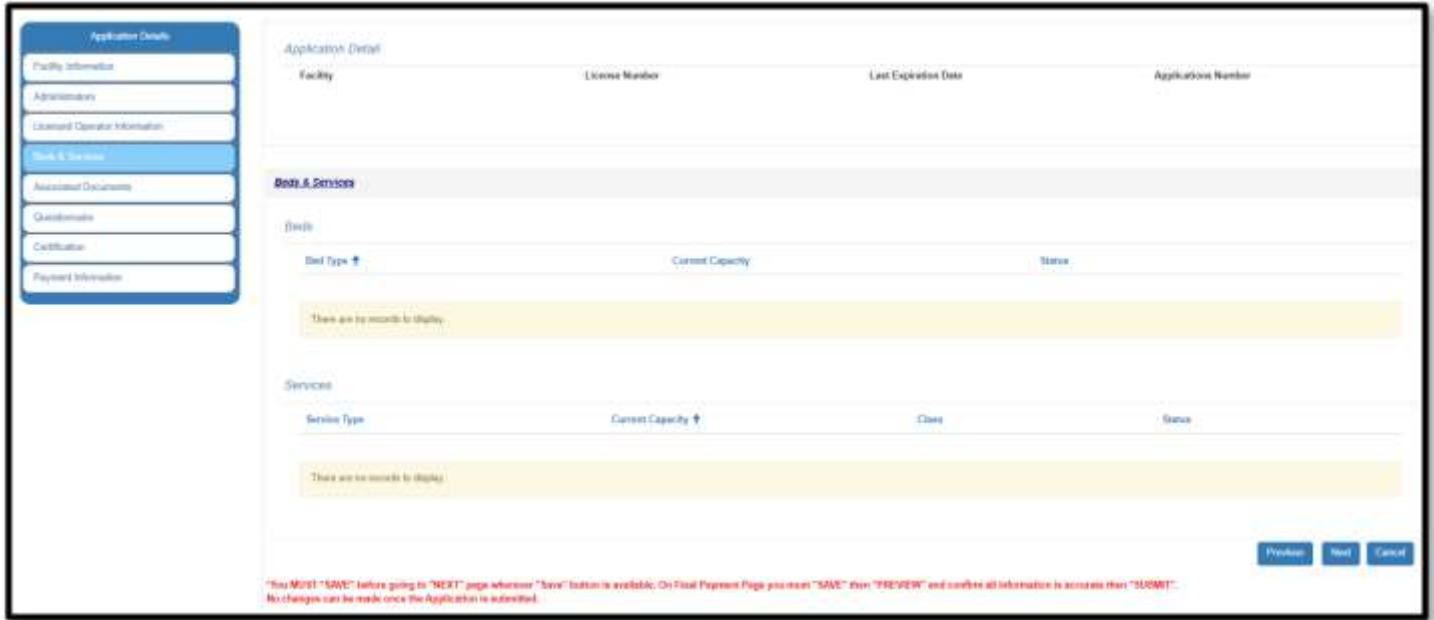 Application Details
Facility Information
Administrators
Licensed Operator Information
Beds & Services
Associated Documents
Questionnaire
Certification
Payment Information
Application Detail
Facility License Number Last Expiration Date Applications Number
Beds & Services
Beds
Bed Type Current Capacity Status
There are no records to display.
Services
Service Type Current Capacity Class Status
There are no records to display.
Previous Next Cancel
"You MUST "SAVE" before going to "NEXT" page wherever "Save" button is available. On Final Payment Page you must "SAVE" then "PREVIEW" and confirm all information is accurate then "SUBMIT".
No changes can be made once the Application is submitted.